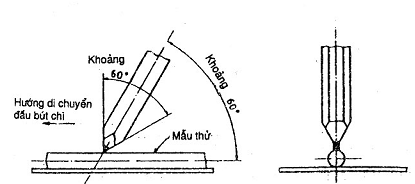 Khoảng
60°
Khoảng 60°
Hướng di chuyển
đầu bút chì
Mẫu thử